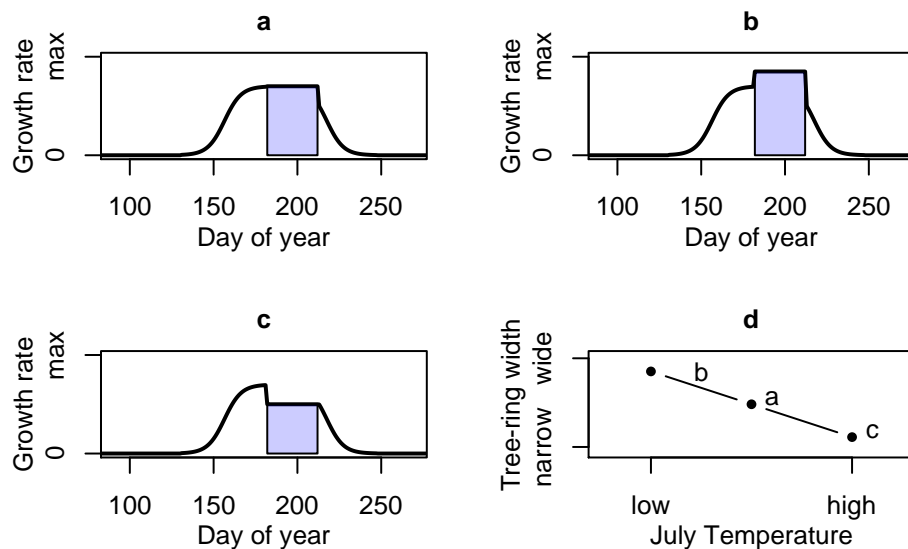 a
Growth rate
0 max
100 150 200 250
Day of year
b
Growth rate
0 max
100 150 200 250
Day of year
c
Growth rate
0 max
100 150 200 250
Day of year
d
Tree-ring width
narrow wide
b
a
c
low high
July Temperature